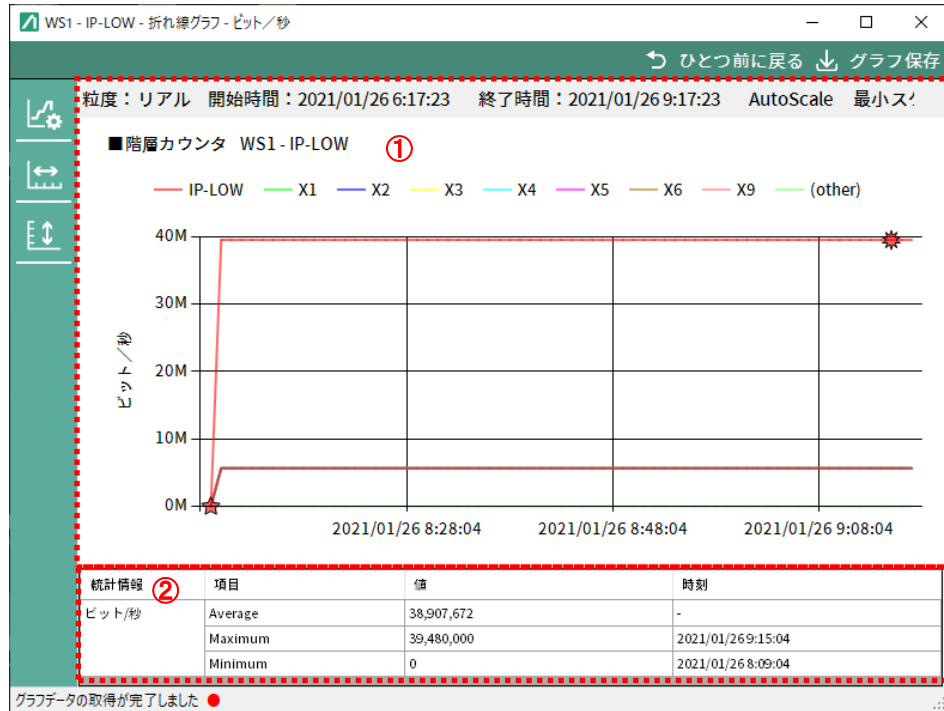 WS1 - IP-LOW - 折れ線グラフ - ビット／秒
ひとつ前に戻る グラフ保存
粒度：リアル 開始時間：2021/01/26 6:17:23 終了時間：2021/01/26 9:17:23 AutoScale 最小ス
■階層カウンタ WS1 - IP-LOW ①
IP-LOW X1 X2 X3 X4 X5 X6 X9 (other)
40M
30M
20M
10M
0M
ビット／秒
2021/01/26 8:28:04 2021/01/26 8:48:04 2021/01/26 9:08:04
統計情報 ② 項目 値 時刻
ビット/秒 Average 38,907,672 -
Maximum 39,480,000 2021/01/26 9:15:04
Minimum 0 2021/01/26 8:09:04
グラフデータの取得が完了しました